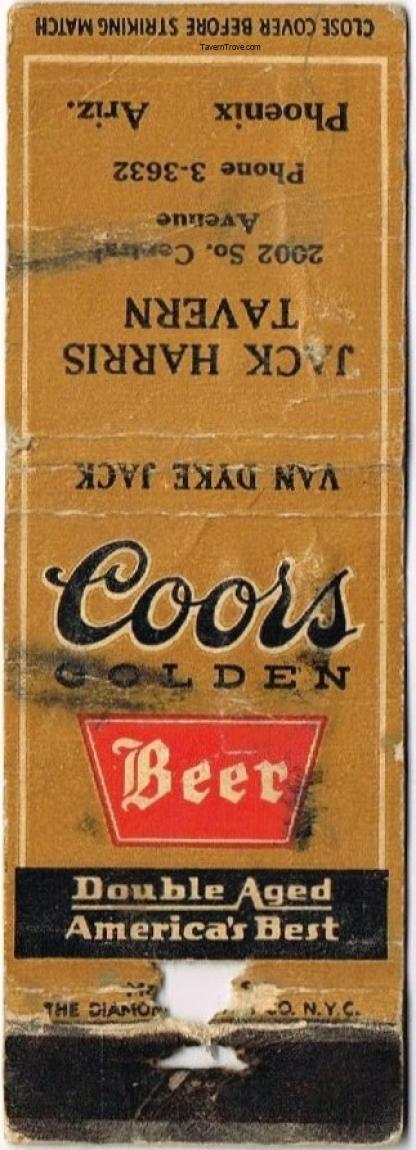 CLOSE COVER BEFORE STRIKING MATCH
TavernTrove.com
Phoenix Ariz.
Phone 3-3632
Avenue
2002 So. Central
TAVERN
JACK HARRIS
VAN DYKE JACK
Coors
GOLDEN
Beer
Double Aged
America's Best
THE CO. N.Y.C.